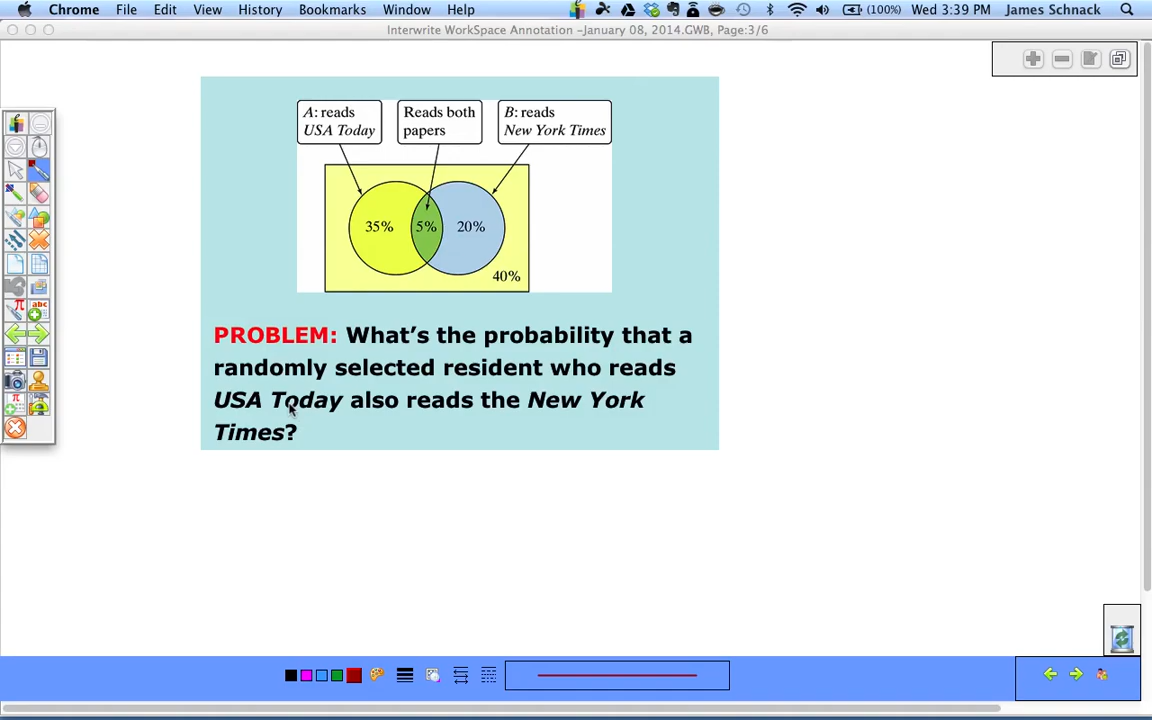 Chrome File Edit View History Bookmarks Window Help (100%) Wed 3:39 PM James Schnack
Interwrite WorkSpace Annotation -January 08, 2014.GWB, Page:3/6
A: reads
USA Today
Reads both
papers
B: reads
New York Times
35% 5% 20%
40%
PROBLEM: What's the probability that a
randomly selected resident who reads
USA Today also reads the New York
Times?
abc